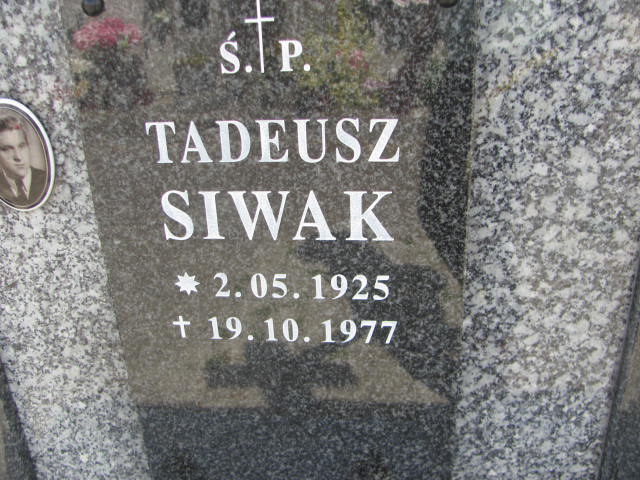 Ś. P.
TADEUSZ
SIWAK
* 2.05.1925
† 19.10.1977